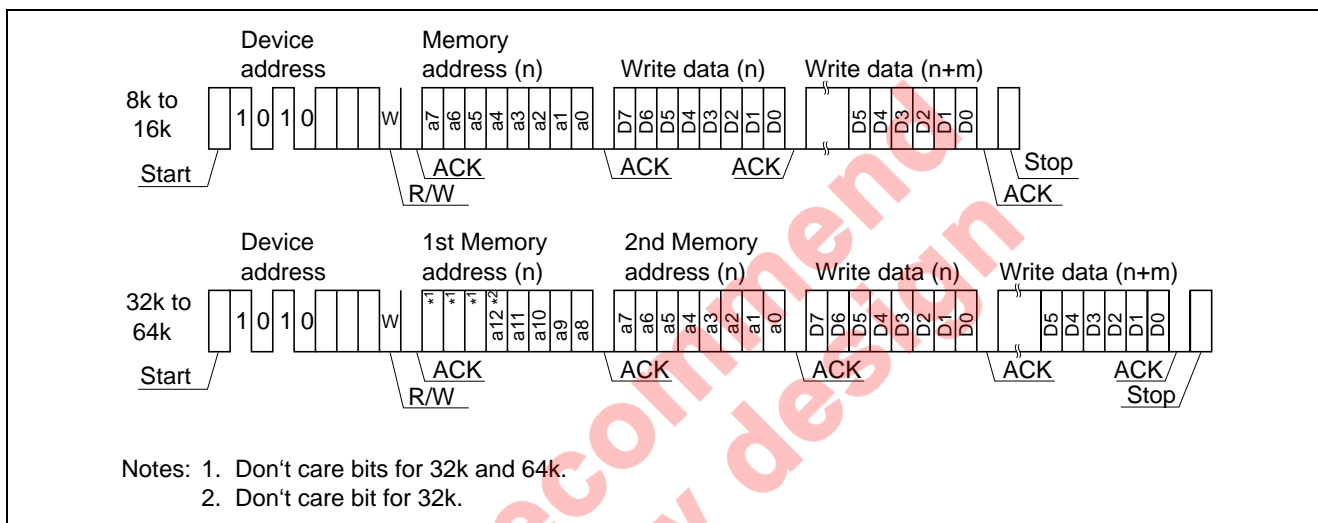 Device Memory
address address (n) Write data (n) Write data (n+m)
8k to
16k
1 0 1 0 W a7 a6 a5 a4 a3 a2 a1 a0 D7 D6 D5 D4 D3 D2 D1 D0 D5 D4 D3 D2 D1 D0
Start ACK ACK ACK Stop
R/W ACK
Device 1st Memory 2nd Memory
address address (n) address (n) Write data (n) Write data (n+m)
32k to
64k
1 0 1 0 W *1 *1 *1 a12 *2 a11 a10 a9 a8 a7 a6 a5 a4 a3 a2 a1 a0 D7 D6 D5 D4 D3 D2 D1 D0 D5 D4 D3 D2 D1 D0
Start ACK ACK ACK ACK ACK
R/W Stop
Notes: 1. Don't care bits for 32k and 64k.
2. Don't care bit for 32k.
ecommend
design